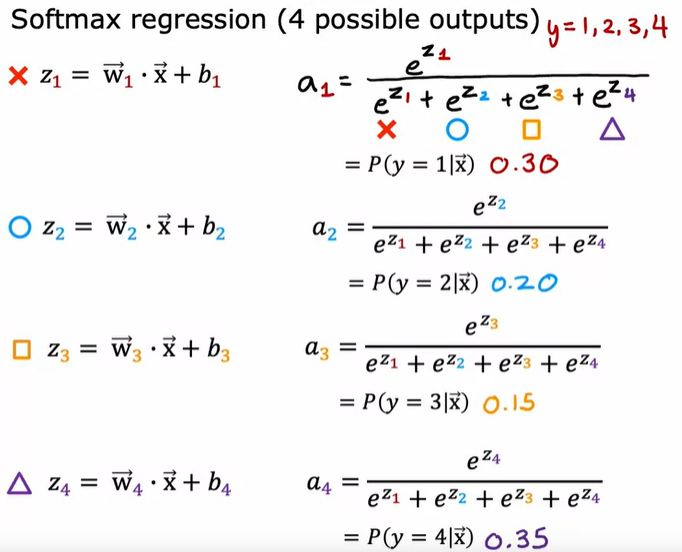 Softmax regression (4 possible outputs) y=1,2,3,4
z₁ = w⃗₁ · x⃗ + b₁
a₁ = e^z₁ / (e^z₁ + e^z₂ + e^z₃ + e^z₄)
= P(y = 1|x⃗) 0.30
z₂ = w⃗₂ · x⃗ + b₂
a₂ = e^z₂ / (e^z₁ + e^z₂ + e^z₃ + e^z₄)
= P(y = 2|x⃗) 0.20
z₃ = w⃗₃ · x⃗ + b₃
a₃ = e^z₃ / (e^z₁ + e^z₂ + e^z₃ + e^z₄)
= P(y = 3|x⃗) 0.15
z₄ = w⃗₄ · x⃗ + b₄
a₄ = e^z₄ / (e^z₁ + e^z₂ + e^z₃ + e^z₄)
= P(y = 4|x⃗) 0.35